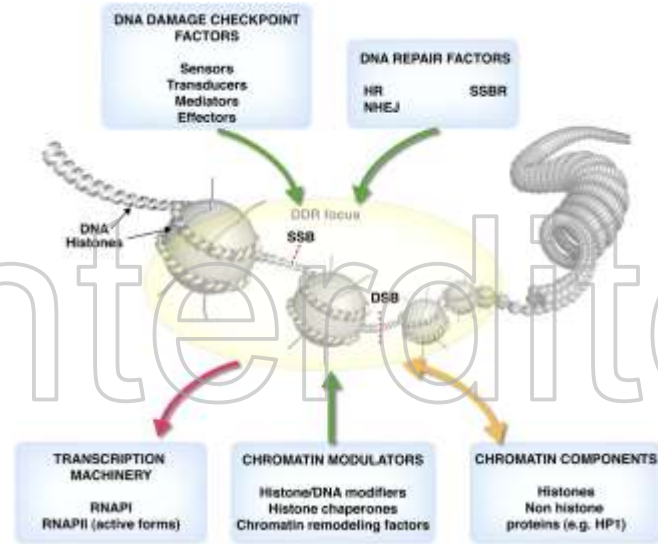 DNA DAMAGE CHECKPOINT
FACTORS
Sensors
Transducers
Mediators
Effectors
DNA REPAIR FACTORS
HR SSBR
NHEJ
DNA
Histones
DDR focus
SSB
DSB
interdite
TRANSCRIPTION
MACHINERY
RNAPI
RNAPII (active forms)
CHROMATIN MODULATORS
Histone/DNA modifiers
Histone chaperones
Chromatin remodeling factors
CHROMATIN COMPONENTS
Histones
Non histone
proteins (e.g. HP1)